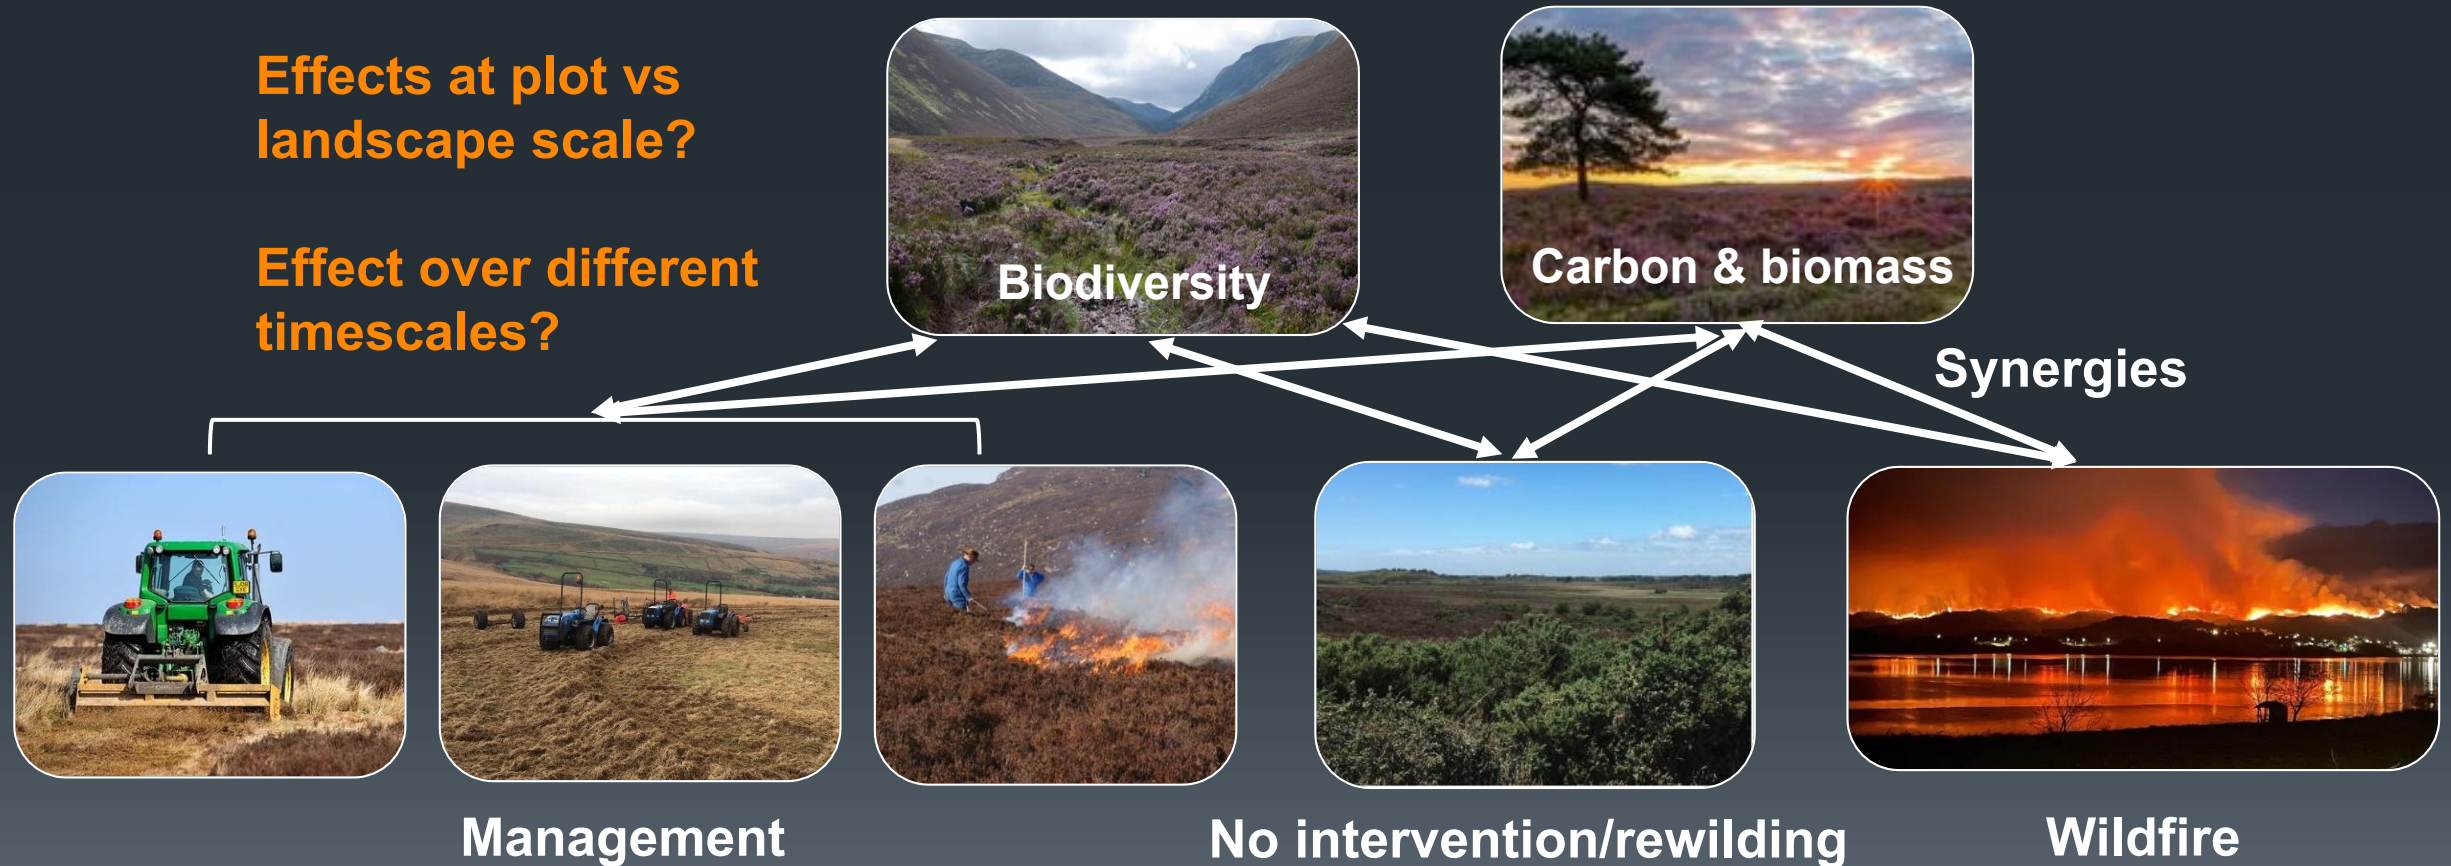 Effects at plot vs
landscape scale?
Effect over different
timescales?
Biodiversity
Carbon & biomass
Synergies
Management
No intervention/rewilding
Wildfire